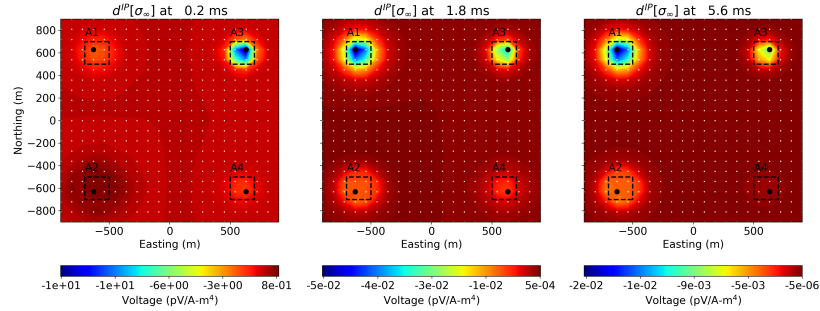 d^IP[σ∞] at 0.2 ms
d^IP[σ∞] at 1.8 ms
d^IP[σ∞] at 5.6 ms
800
600
400
200
0
−200
−400
−600
−800
Northing (m)
A1 A3
A2 A4
A1 A3
A2 A4
A1 A3
A2 A4
−500 0 500
−500 0 500
−500 0 500
Easting (m)
Easting (m)
Easting (m)
-1e+01 -1e+01 -6e+00 -3e+00 8e-01
-5e-02 -4e-02 -3e-02 -1e-02 5e-04
-2e-02 -1e-02 -9e-03 -5e-03 -5e-06
Voltage (pV/A-m⁴)
Voltage (pV/A-m⁴)
Voltage (pV/A-m⁴)